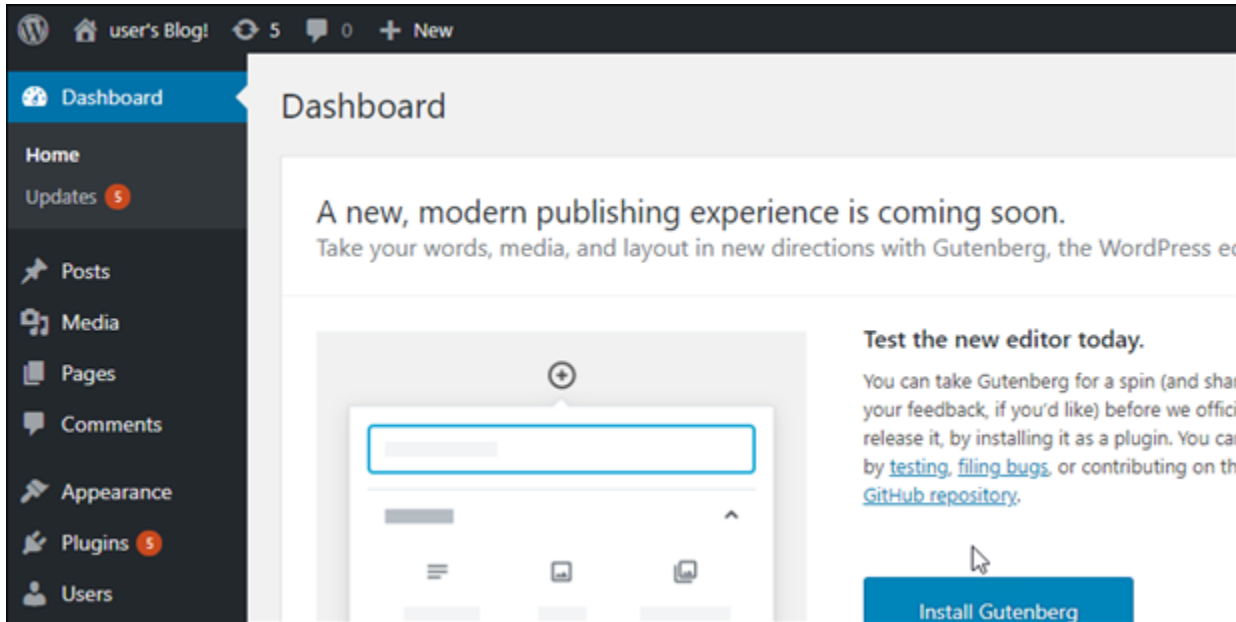 user's Blog! 5 0 + New
Dashboard
Home
Updates 5
Posts
Media
Pages
Comments
Appearance
Plugins 5
Users
Dashboard
A new, modern publishing experience is coming soon.
Take your words, media, and layout in new directions with Gutenberg, the WordPress
Test the new editor today.
You can take Gutenberg for a spin (and
your feedback, if you'd like) before we
release it, by installing it as a plugin. You
by testing, filing bugs, or contributing on
GitHub repository.
Install Gutenberg